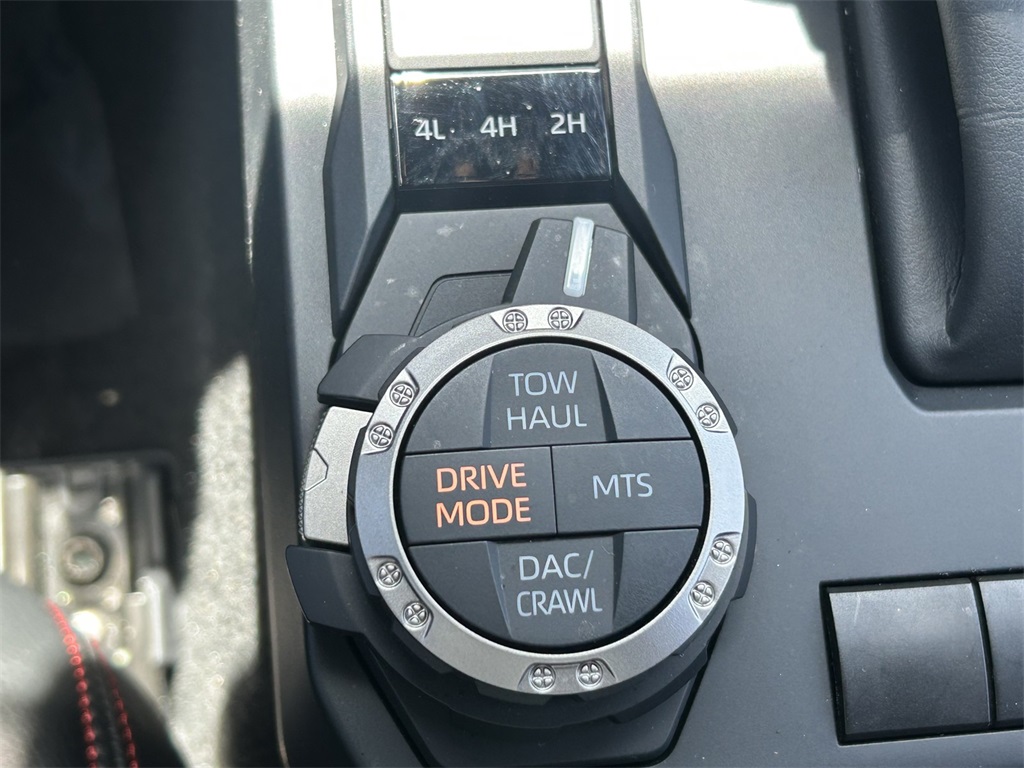 4L 4H 2H
TOW
HAUL
DRIVE
MODE
MTS
DAC/
CRAWL